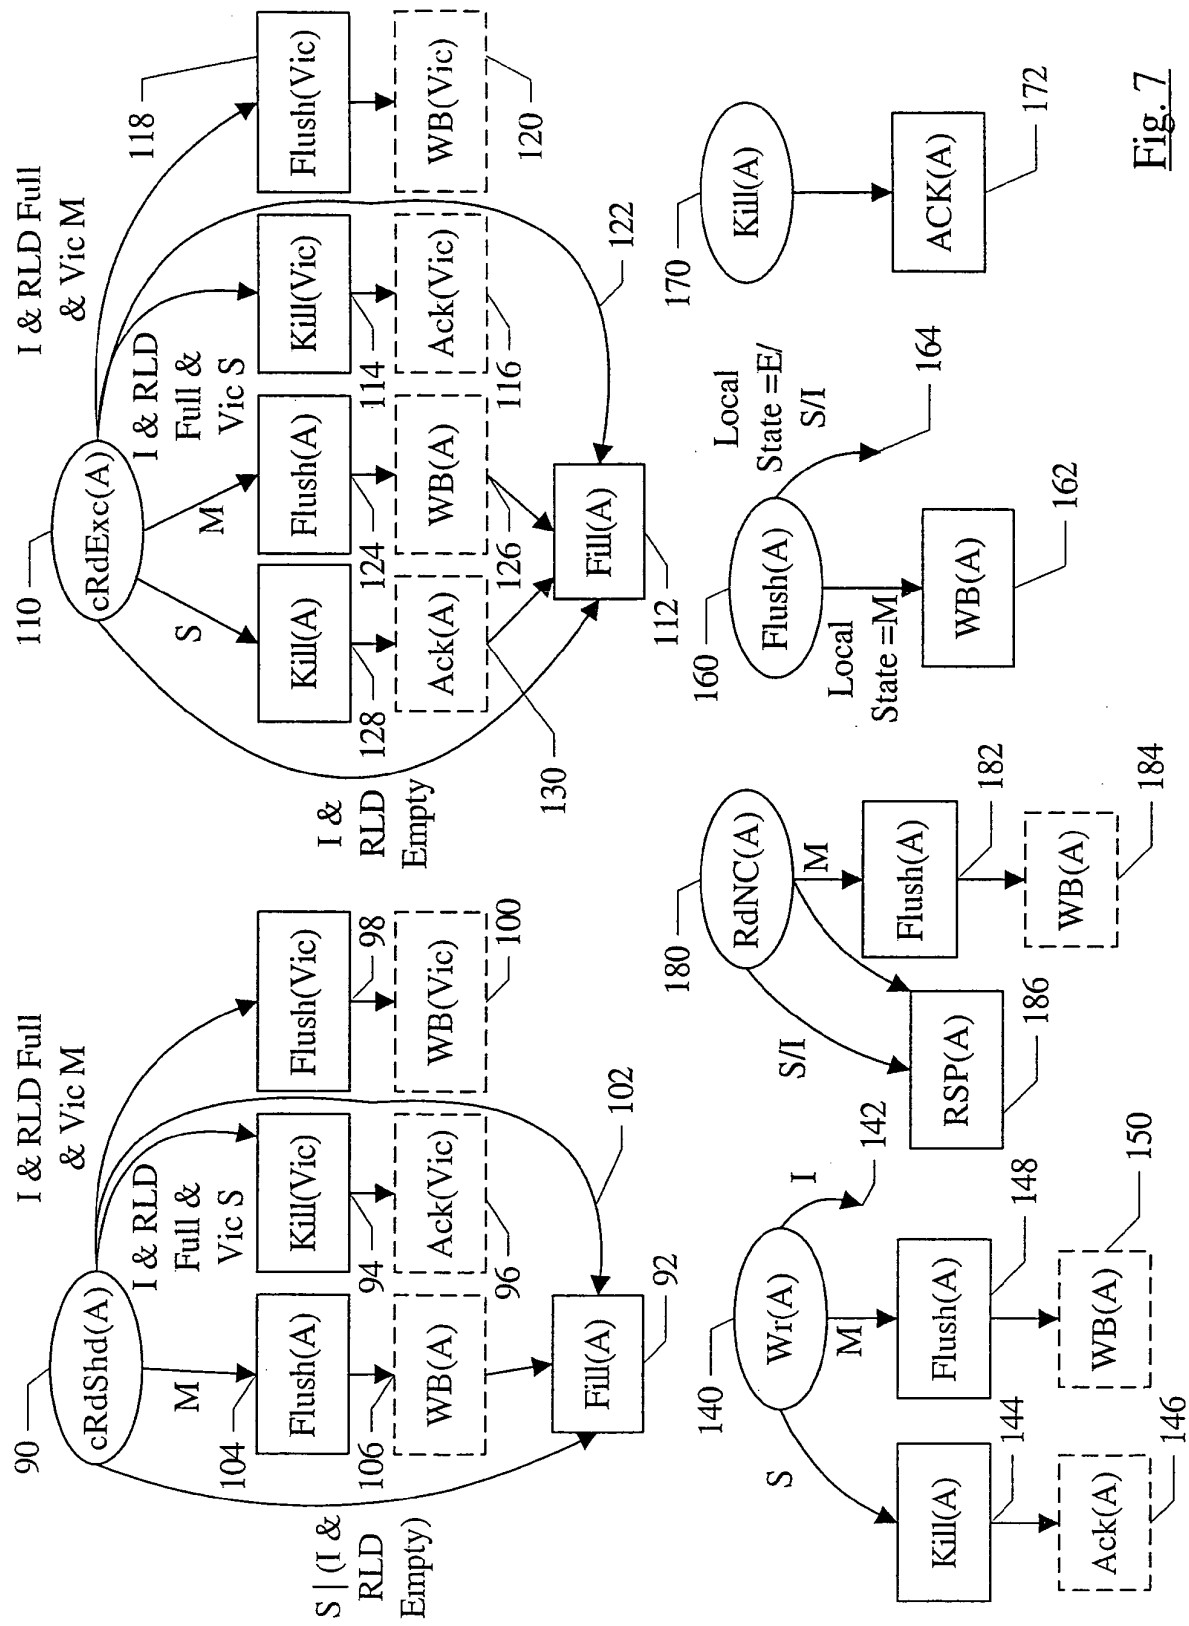 90
cRdShd(A)
I & RLD Full
& Vic M
I & RLD
Full &
Vic S
M
104
Flush(A)
Kill(Vic)
Flush(Vic)
S | (I &
RLD
Empty)
106
94
98
WB(A)
Ack(Vic)
WB(Vic)
96
100
Fill(A)
92
102
110
cRdExc(A)
I & RLD Full
& Vic M
118
I & RLD
Full &
Vic S
S
M
Kill(A)
Flush(A)
Kill(Vic)
Flush(Vic)
I &
RLD
Empty
128
124
114
Ack(A)
WB(A)
Ack(Vic)
WB(Vic)
130
126
116
120
Fill(A)
112
122
140
Wr(A)
S
M
I
142
Kill(A)
Flush(A)
144
148
Ack(A)
WB(A)
146
150
180
RdNC(A)
S/I
M
RSP(A)
Flush(A)
186
182
WB(A)
184
160
Flush(A)
Local
State =M
Local
State =E/
S/I
164
WB(A)
162
170
Kill(A)
ACK(A)
172
Fig. 7